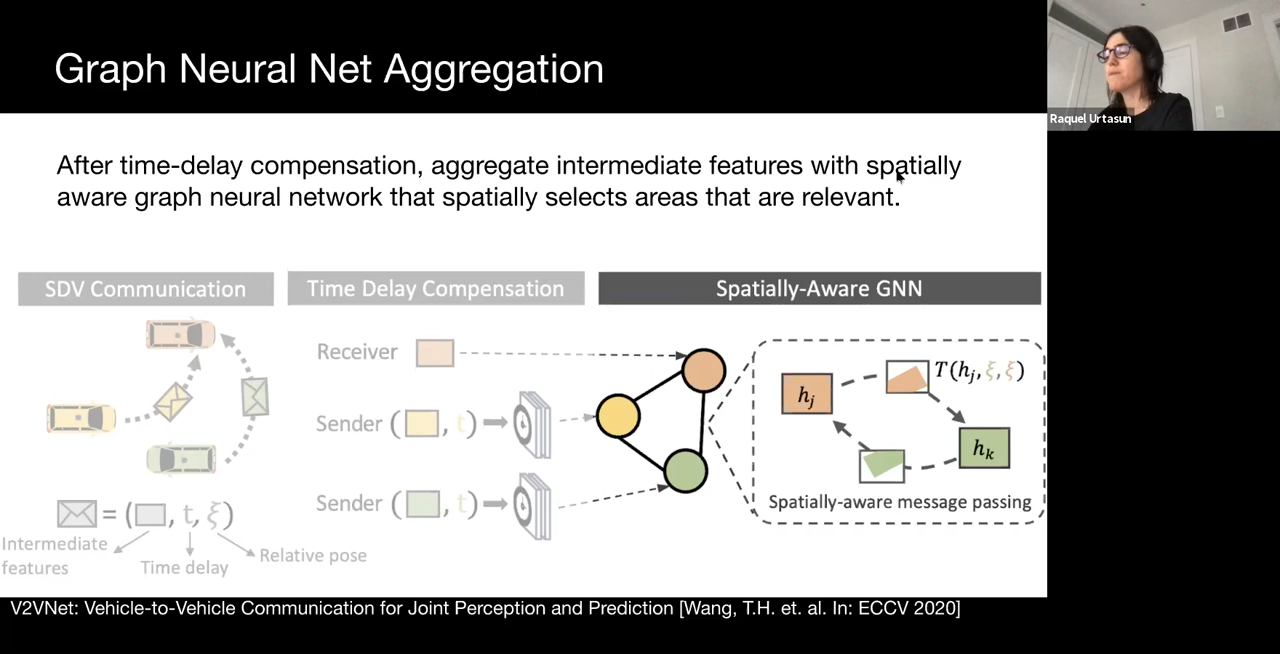 Graph Neural Net Aggregation
Raquel Urtasun
After time-delay compensation, aggregate intermediate features with spatially
aware graph neural network that spatially selects areas that are relevant.
SDV Communication
Time Delay Compensation
Spatially-Aware GNN
Receiver
Sender ( , t)
Sender ( , t)
= ( , t, ξ)
Intermediate
features
Time delay
Relative pose
h_j
T(h_j, ξ, ξ)
h_k
Spatially-aware message passing
V2VNet: Vehicle-to-Vehicle Communication for Joint Perception and Prediction [Wang, T.H. et. al. In: ECCV 2020]